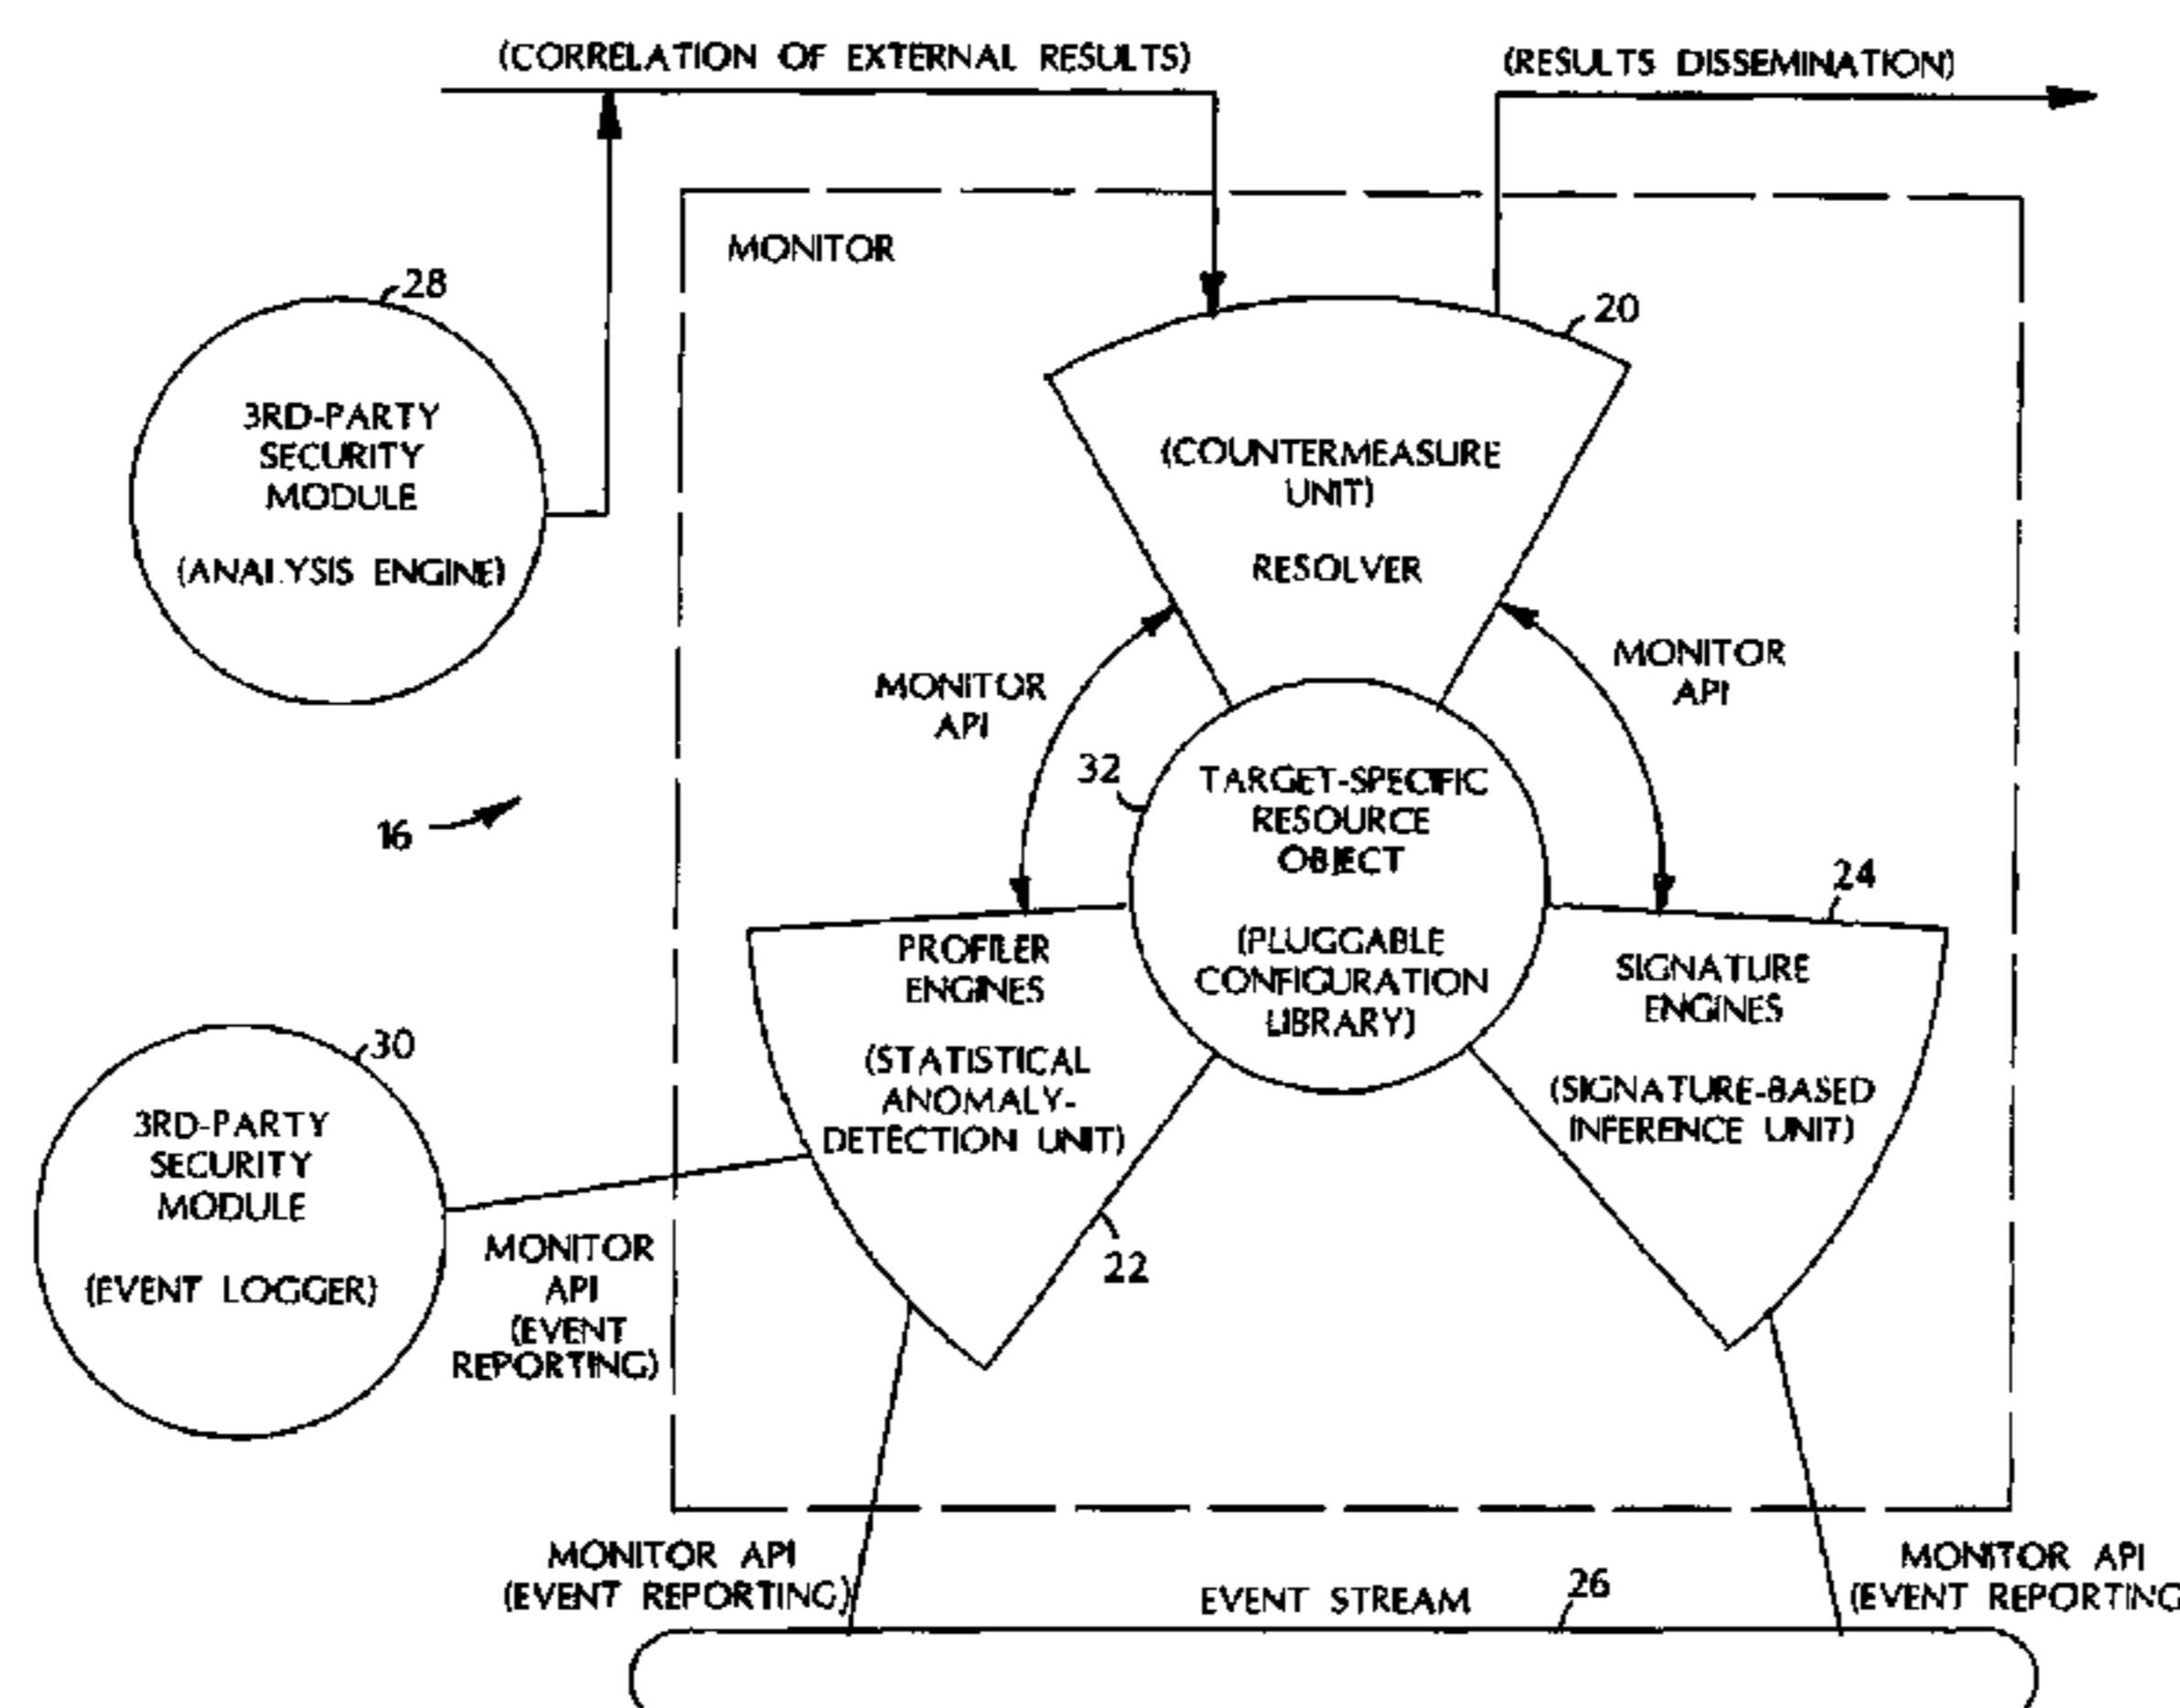 (CORRELATION OF EXTERNAL RESULTS)
(RESULTS DISSEMINATION)
MONITOR
28
3RD-PARTY
SECURITY
MODULE
(ANALYSIS ENGINE)
20
(COUNTERMEASURE
UNIT)
RESOLVER
MONITOR
API
MONITOR
API
16
32
TARGET-SPECIFIC
RESOURCE
OBJECT
(PLUGGABLE
CONFIGURATION
LIBRARY)
PROFILER
ENGINES
(STATISTICAL
ANOMALY-
DETECTION UNIT)
22
24
SIGNATURE
ENGINES
(SIGNATURE-BASED
INFERENCE UNIT)
30
3RD-PARTY
SECURITY
MODULE
(EVENT LOGGER)
MONITOR
API
(EVENT
REPORTING)
MONITOR API
(EVENT REPORTING)
EVENT STREAM
26
MONITOR API
(EVENT REPORTING